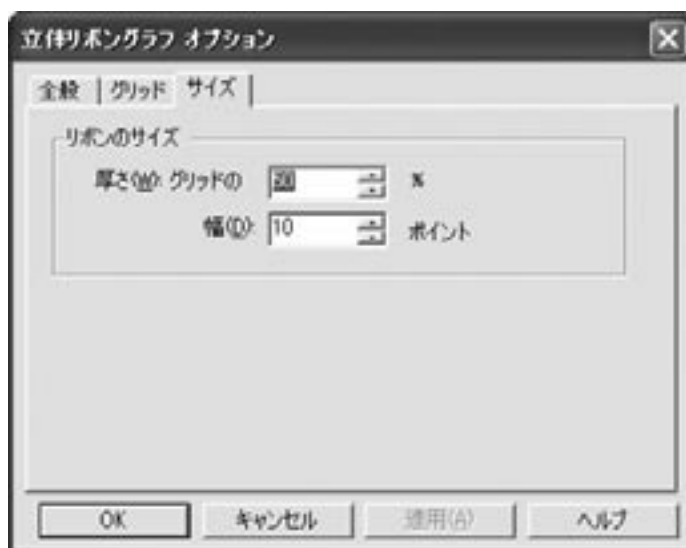 立体リボングラフ オプション
全般 グリッド サイズ
リボンのサイズ
厚さ(W): グリッドの %
幅(D): 10 ポイント
OK キャンセル 適用(A) ヘルプ